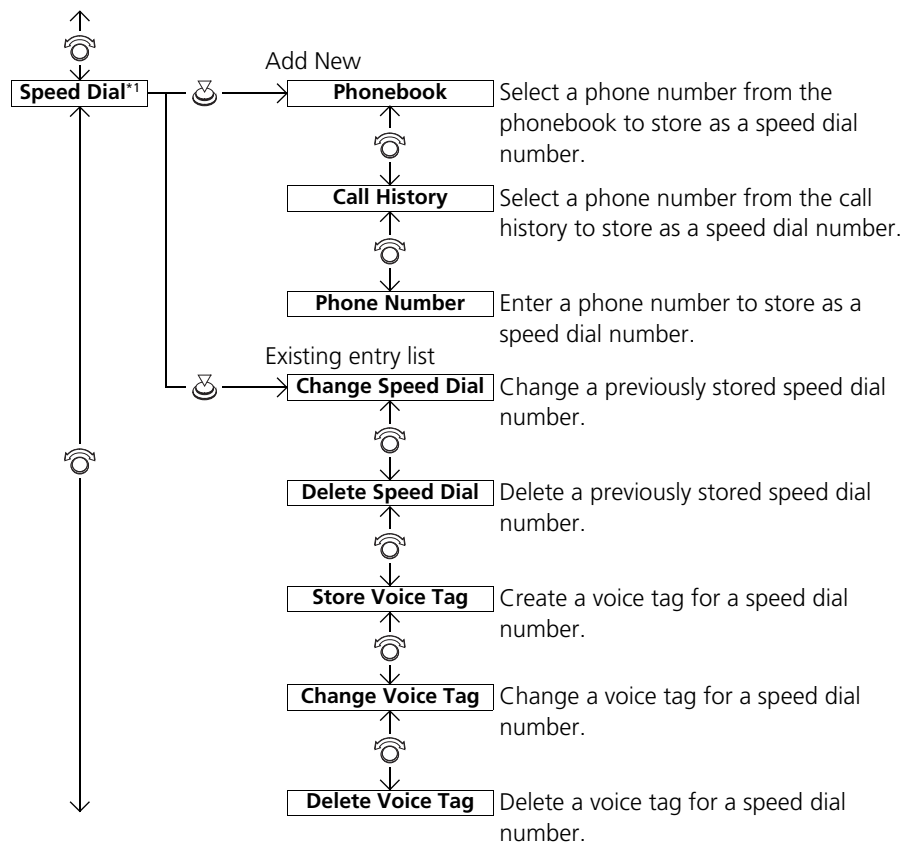 Add New
Speed Dial*1
Phonebook
Select a phone number from the
phonebook to store as a speed dial
number.
Call History
Select a phone number from the call
history to store as a speed dial number.
Phone Number
Enter a phone number to store as a
speed dial number.
Existing entry list
Change Speed Dial
Change a previously stored speed dial
number.
Delete Speed Dial
Delete a previously stored speed dial
number.
Store Voice Tag
Create a voice tag for a speed dial
number.
Change Voice Tag
Change a voice tag for a speed dial
number.
Delete Voice Tag
Delete a voice tag for a speed dial
number.